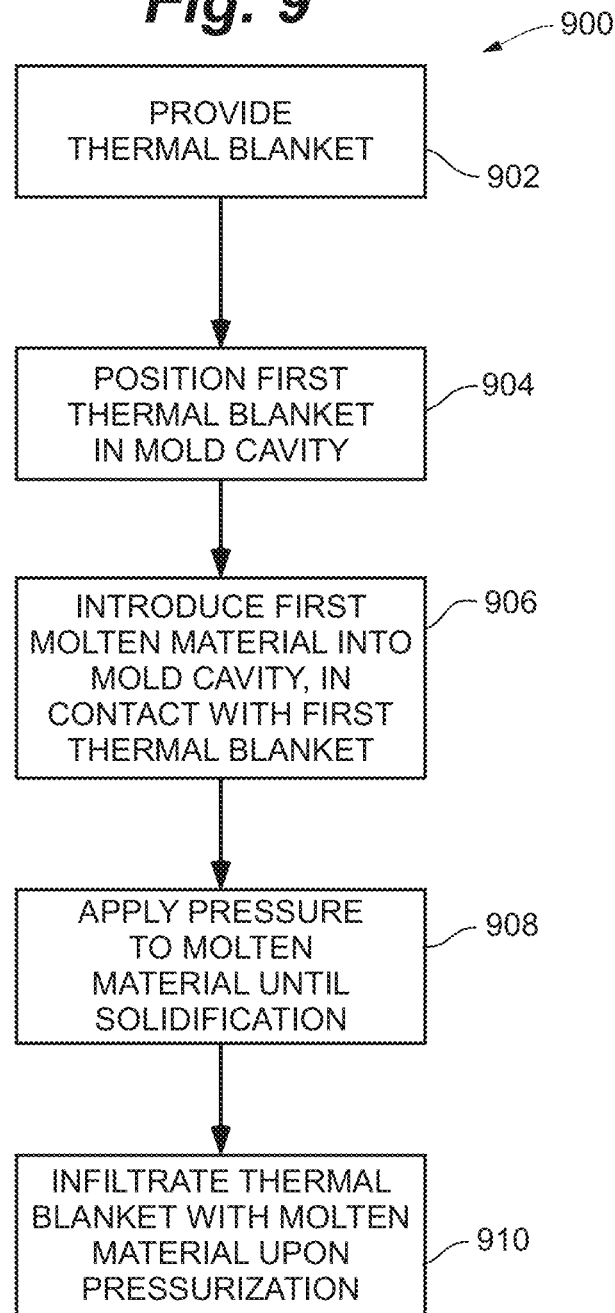 Fig. 9
900
PROVIDE
THERMAL BLANKET
902
POSITION FIRST
THERMAL BLANKET
IN MOLD CAVITY
904
INTRODUCE FIRST
MOLTEN MATERIAL INTO
MOLD CAVITY, IN
CONTACT WITH FIRST
THERMAL BLANKET
906
APPLY PRESSURE
TO MOLTEN
MATERIAL UNTIL
SOLIDIFICATION
908
INFILTRATE THERMAL
BLANKET WITH MOLTEN
MATERIAL UPON
PRESSURIZATION
910